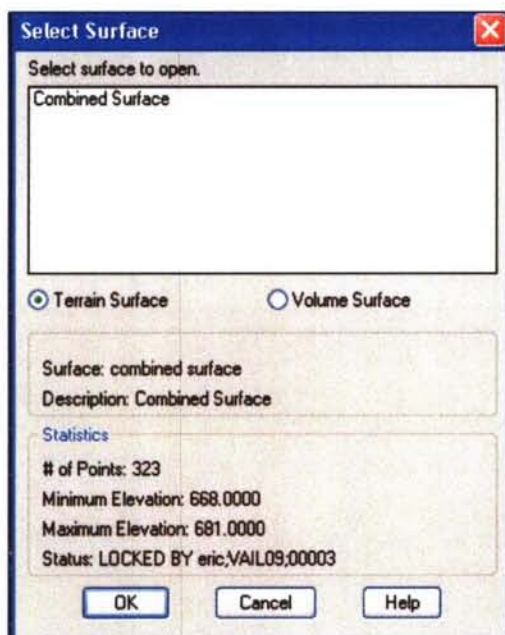 Select Surface
Select surface to open.
Combined Surface
Terrain Surface
Volume Surface
Surface: combined surface
Description: Combined Surface
Statistics
# of Points: 323
Minimum Elevation: 668.0000
Maximum Elevation: 681.0000
Status: LOCKED BY eric,VAIL09;00003
OK
Cancel
Help